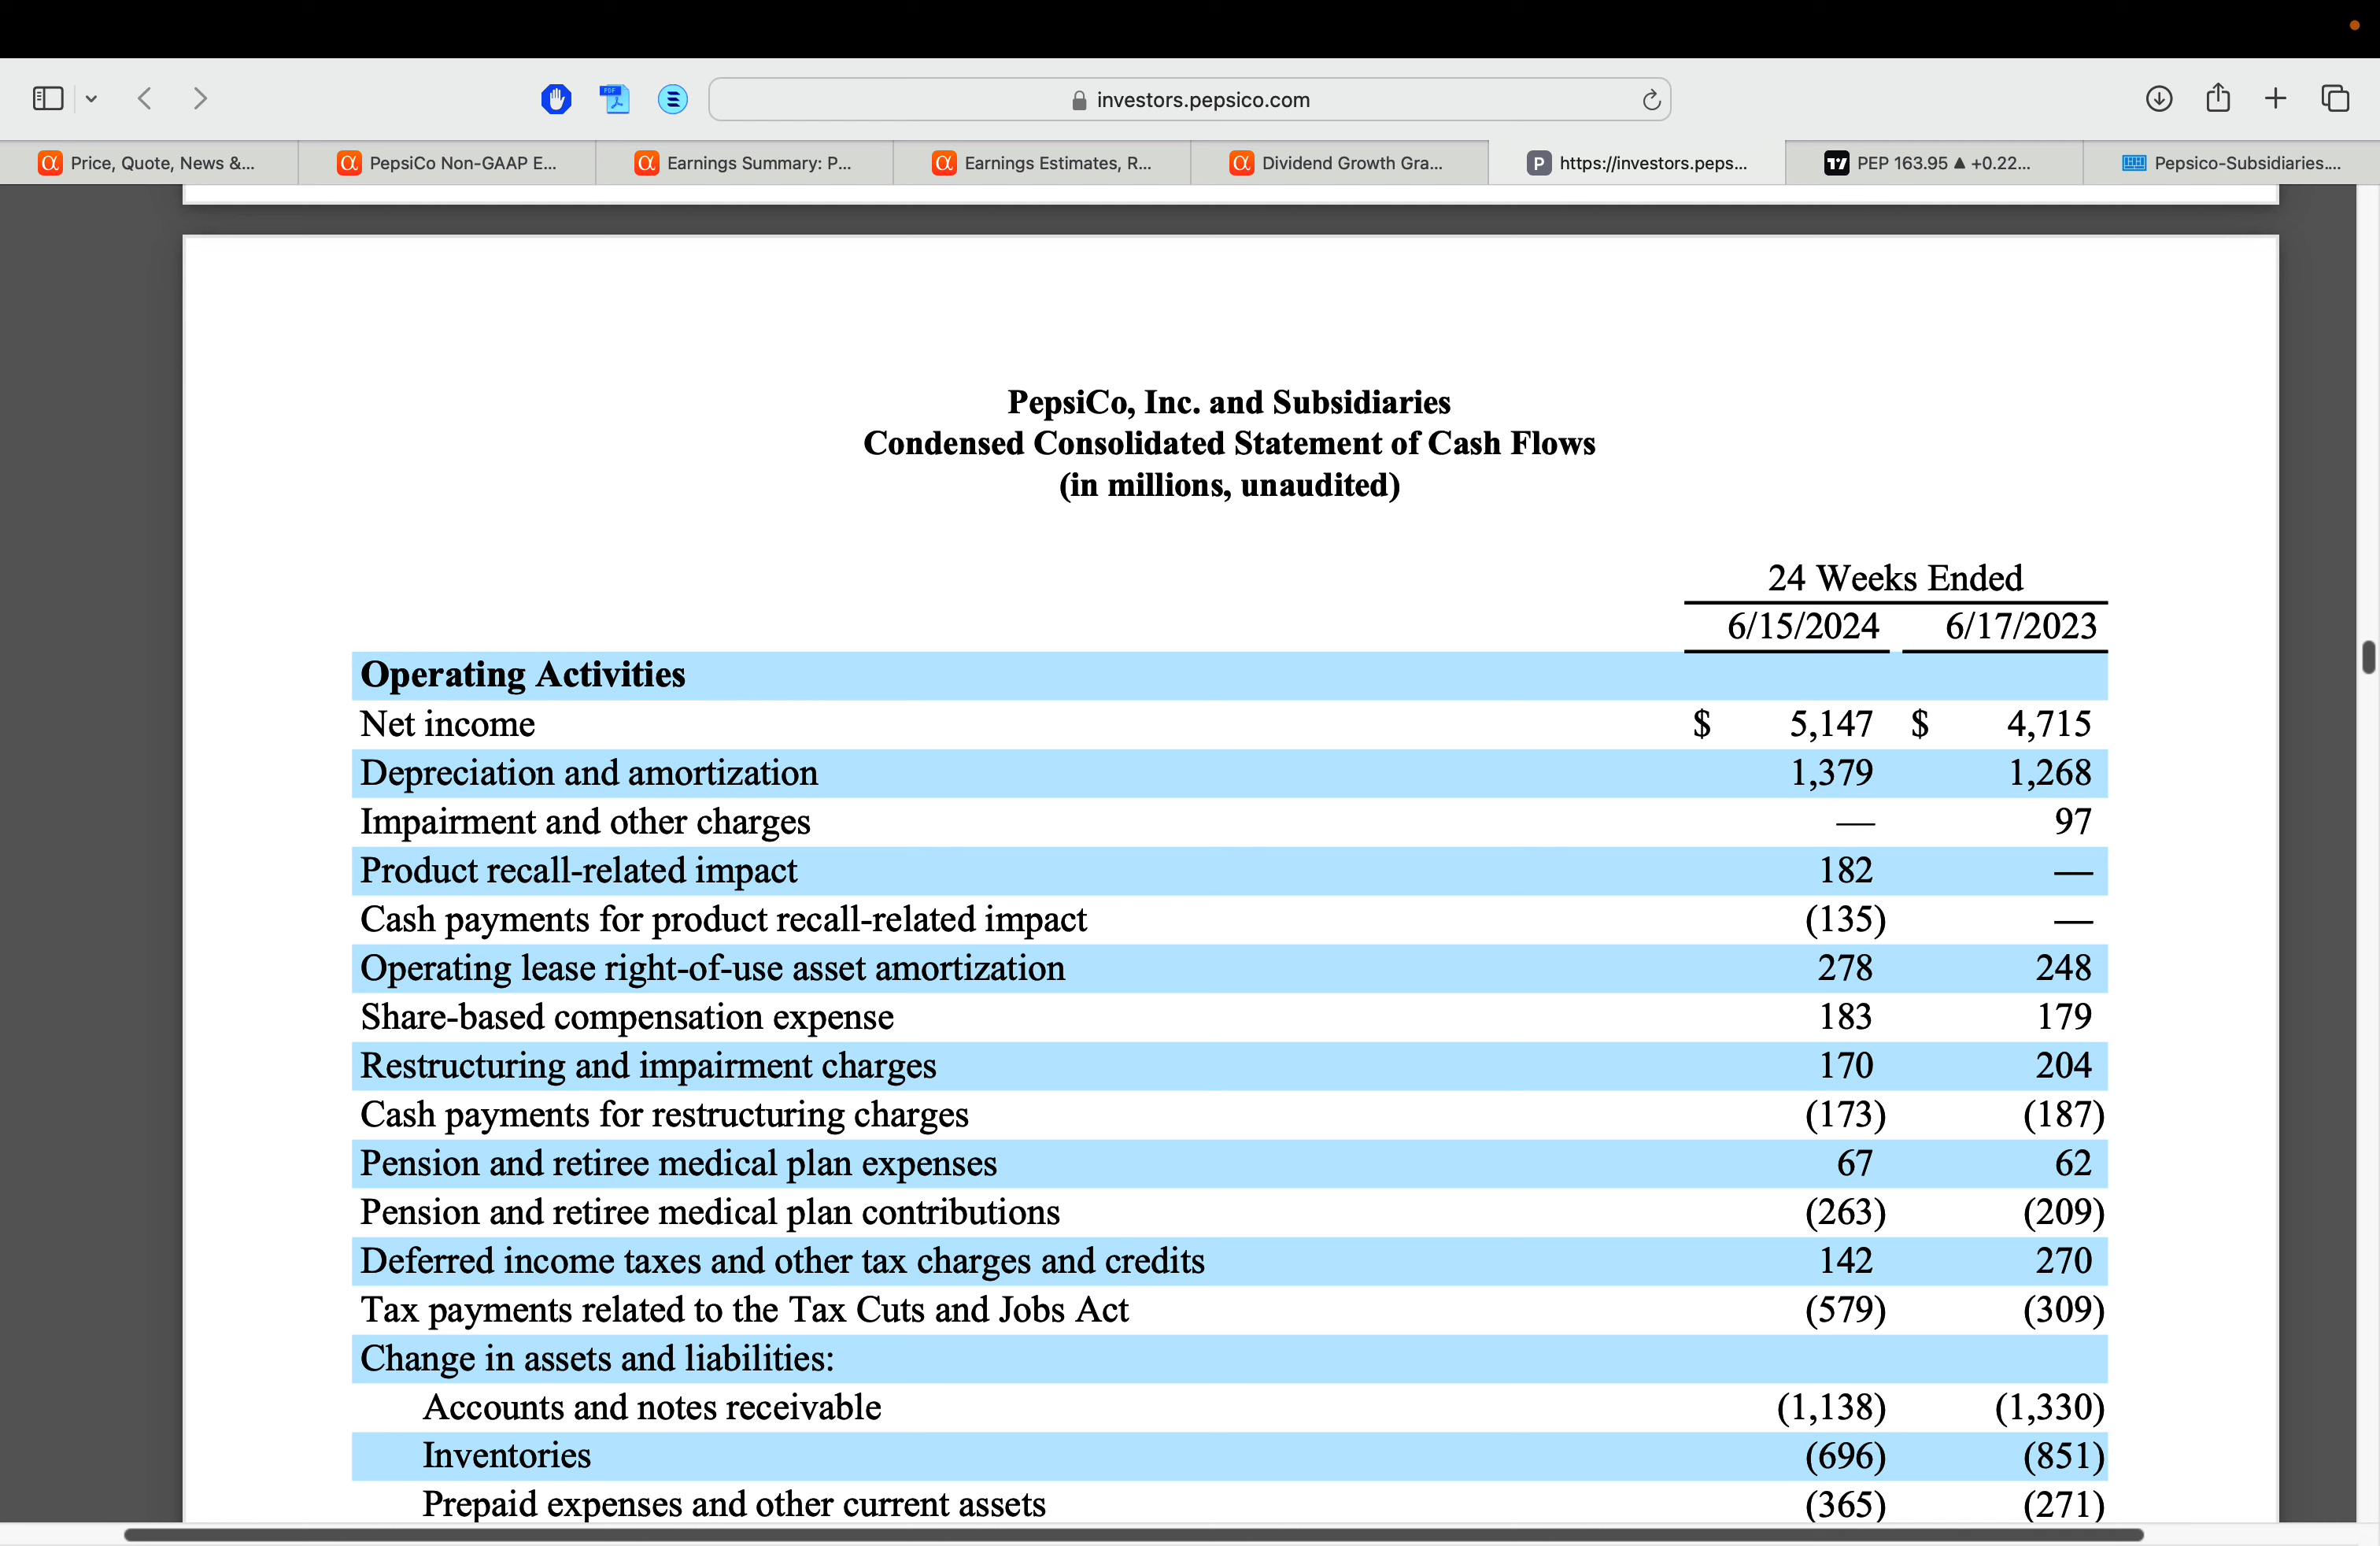 investors.pepsico.com
Price, Quote, News &...
PepsiCo Non-GAAP E...
Earnings Summary: P...
Earnings Estimates, R...
Dividend Growth Gra...
P https://investors.peps...
PEP 163.95 ▲ +0.22...
Pepsico-Subsidiaries....
PepsiCo, Inc. and Subsidiaries
Condensed Consolidated Statement of Cash Flows
(in millions, unaudited)
24 Weeks Ended
6/15/2024 6/17/2023
Operating Activities
Net income $ 5,147 $ 4,715
Depreciation and amortization 1,379 1,268
Impairment and other charges — 97
Product recall-related impact 182 —
Cash payments for product recall-related impact (135) —
Operating lease right-of-use asset amortization 278 248
Share-based compensation expense 183 179
Restructuring and impairment charges 170 204
Cash payments for restructuring charges (173) (187)
Pension and retiree medical plan expenses 67 62
Pension and retiree medical plan contributions (263) (209)
Deferred income taxes and other tax charges and credits 142 270
Tax payments related to the Tax Cuts and Jobs Act (579) (309)
Change in assets and liabilities:
Accounts and notes receivable (1,138) (1,330)
Inventories (696) (851)
Prepaid expenses and other current assets (365) (271)